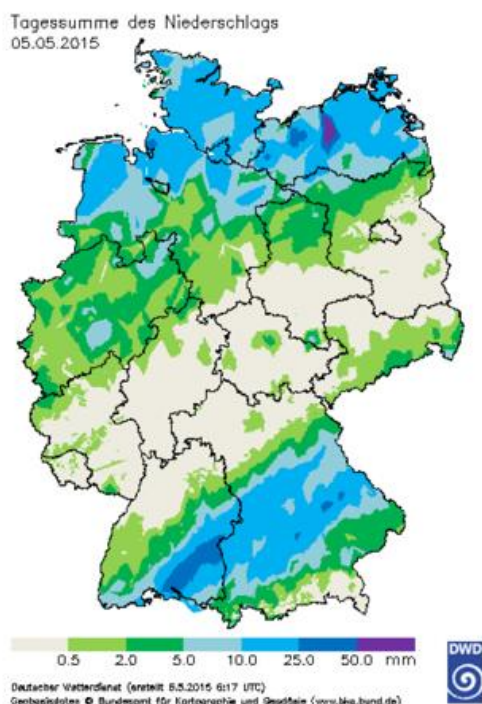 Tagessumme des Niederschlags
05.05.2015
0.5 2.0 5.0 10.0 25.0 50.0 mm
DWD
Deutscher Wetterdienst (erstellt 6.5.2015 6:17 UTC)
Geobasisdaten © Bundesamt für Kartographie und Geodäsie (www.bkg.bund.de)